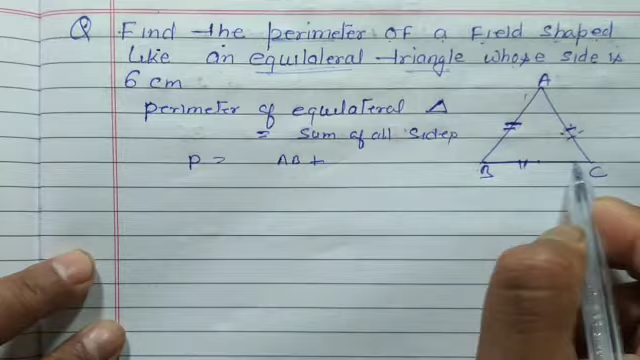 Q Find the perimeter of a Field shaped
like an equilateral triangle whose side is
6 cm
perimeter of equilateral Δ
= sum of all sides
P = AB +
A
B
C